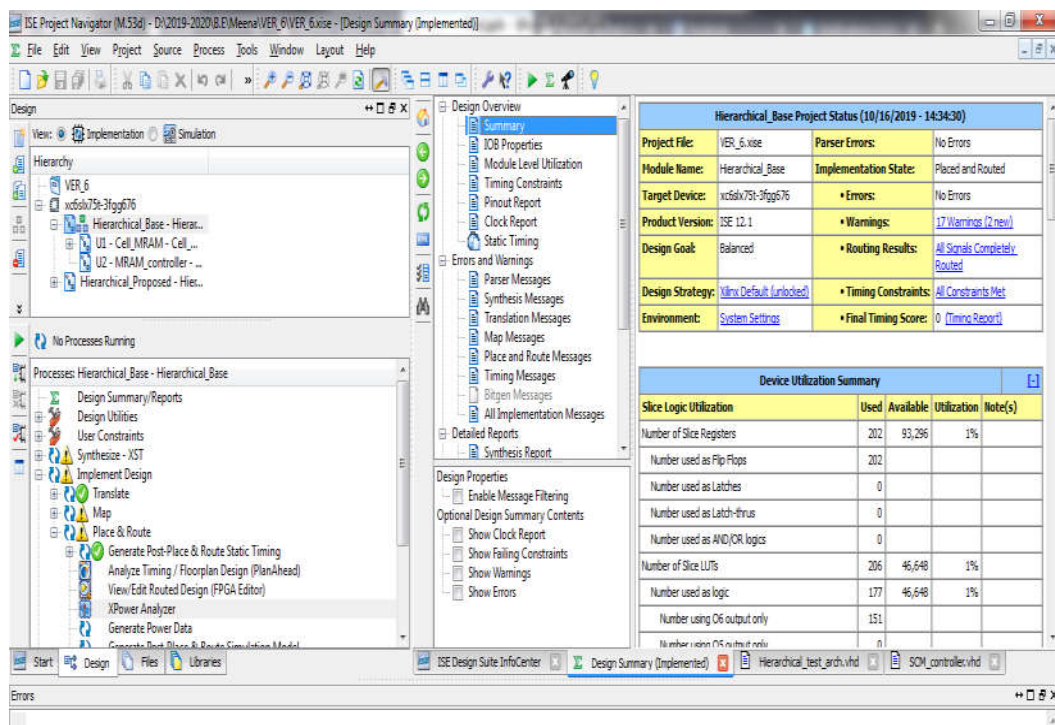 ISE Project Navigator (M.53d) - D:\2019-2020\B.E\Meena\VER_6\VER_6.xise - [Design Summary (Implemented)]
File Edit View Project Source Process Tools Window Layout Help
Design
View: Implementation Simulation
Hierarchy
VER_6
xc6slx75t-3fgg676
Hierarchical_Base - Hierar...
U1 - Cell_MRAM - Cell_...
U2 - MRAM_controller - ...
Hierarchical_Proposed - Hier...
No Processes Running
Processes: Hierarchical_Base - Hierarchical_Base
Design Summary/Reports
Design Utilities
User Constraints
Synthesize - XST
Implement Design
Translate
Map
Place & Route
Generate Post-Place & Route Static Timing
Analyze Timing / Floorplan Design (PlanAhead)
View/Edit Routed Design (FPGA Editor)
XPower Analyzer
Generate Power Data
Generate Post-Place & Route Simulation Model
Start Design Files Libraries
Design Overview
Summary
IOB Properties
Module Level Utilization
Timing Constraints
Pinout Report
Clock Report
Static Timing
Errors and Warnings
Parser Messages
Synthesis Messages
Translation Messages
Map Messages
Place and Route Messages
Timing Messages
Bitgen Messages
All Implementation Messages
Detailed Reports
Synthesis Report
Design Properties
Enable Message Filtering
Optional Design Summary Contents
Show Clock Report
Show Failing Constraints
Show Warnings
Show Errors
Hierarchical_Base Project Status (10/16/2019 - 14:34:30)
Project File: VER_6.xise Parser Errors: No Errors
Module Name: Hierarchical_Base Implementation State: Placed and Routed
Target Device: xc6slx75t-3fgg676 •Errors: No Errors
Product Version: ISE 12.1 •Warnings: 17 Warnings (2 new)
Design Goal: Balanced •Routing Results: All Signals Completely
Routed
Design Strategy: Xilinx Default (unlocked) •Timing Constraints: All Constraints Met
Environment: System Settings •Final Timing Score: 0 (Timing Report)
Device Utilization Summary [-]
Slice Logic Utilization Used Available Utilization Note(s)
Number of Slice Registers 202 93,296 1%
Number used as Flip Flops 202
Number used as Latches 0
Number used as Latch-thrus 0
Number used as AND/OR logics 0
Number of Slice LUTs 206 46,648 1%
Number used as logic 177 46,648 1%
Number using O6 output only 151
Number using O5 output only 0
ISE Design Suite InfoCenter Design Summary (Implemented) Hierarchical_test_arch.vhd SCM_controller.vhd
Errors